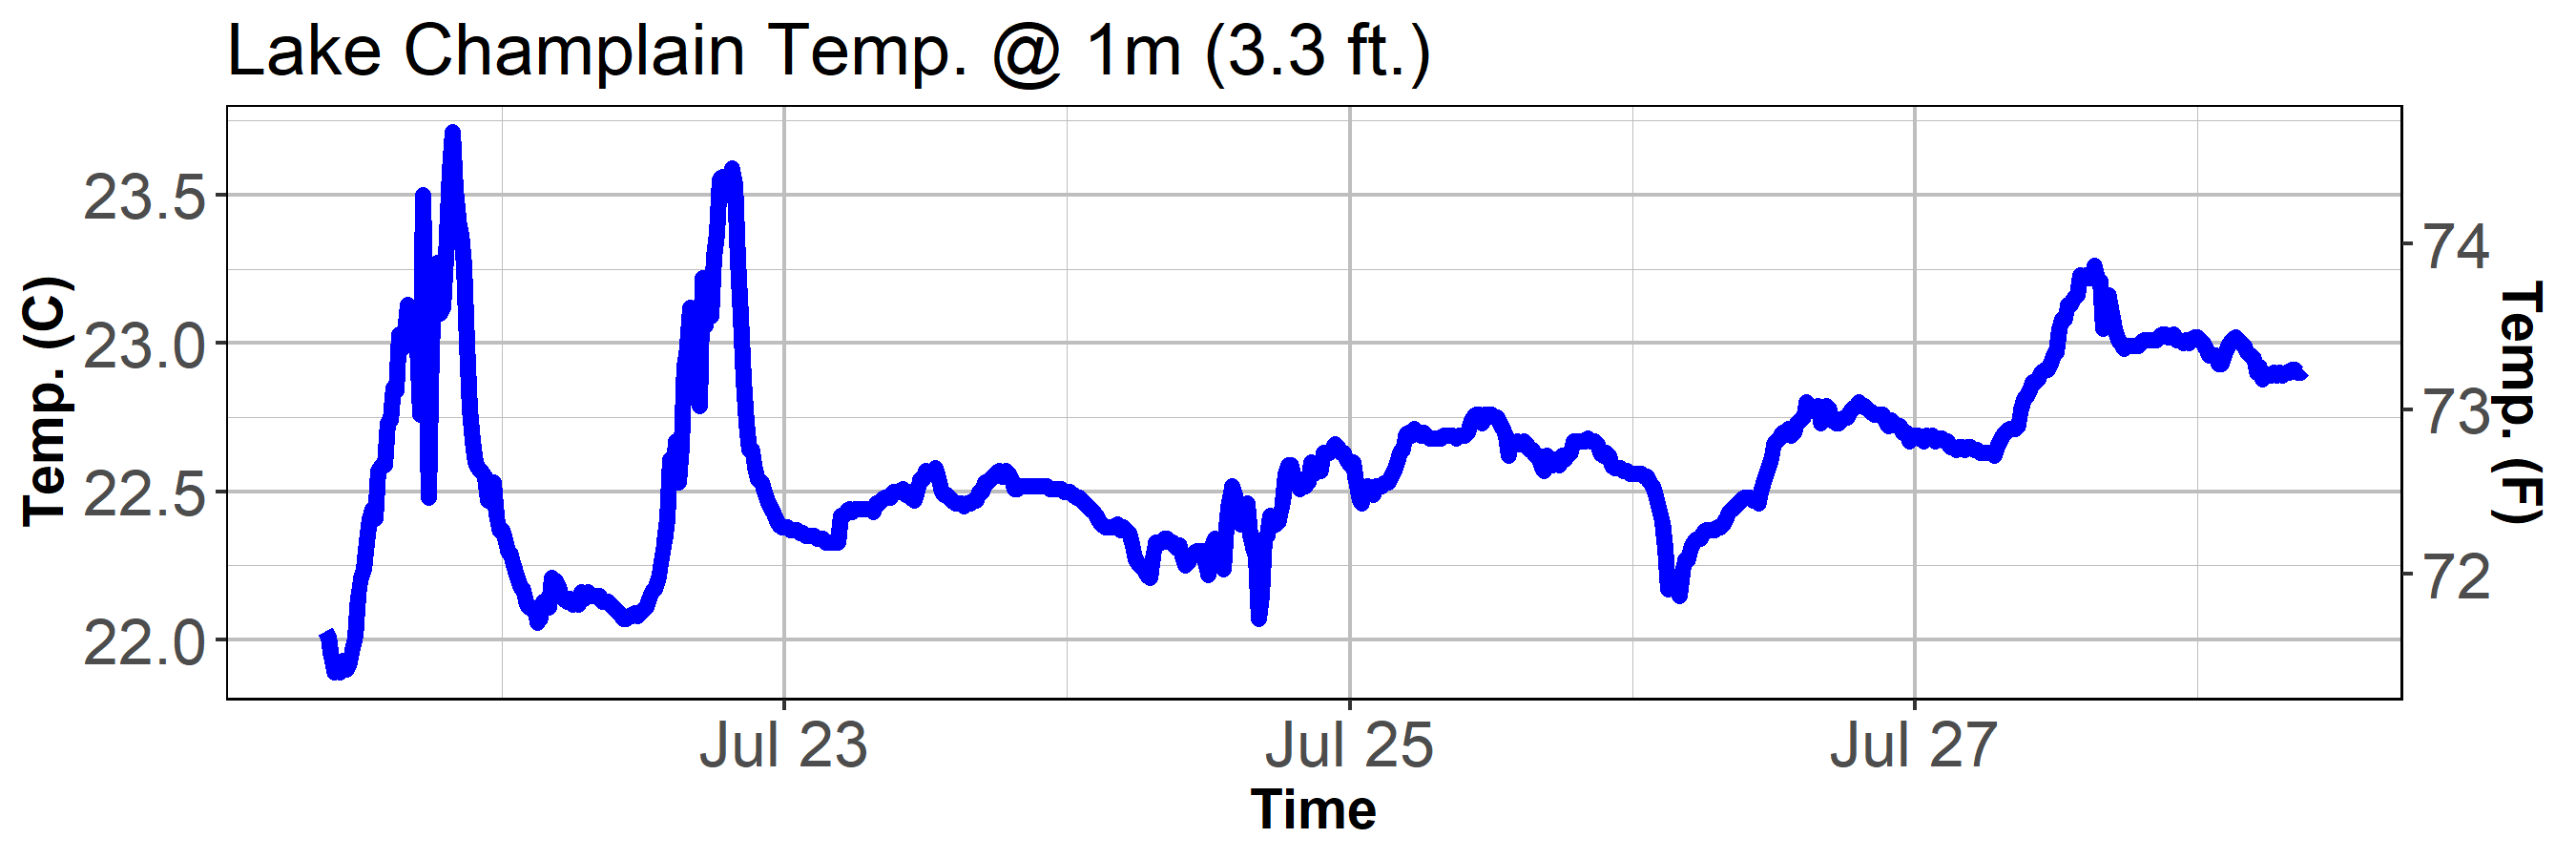 Lake Champlain Temp. @ 1m (3.3 ft.)
Temp. (C)
23.5
23.0
22.5
22.0
74
73
72
Temp. (F)
Jul 23 Jul 25 Jul 27
Time